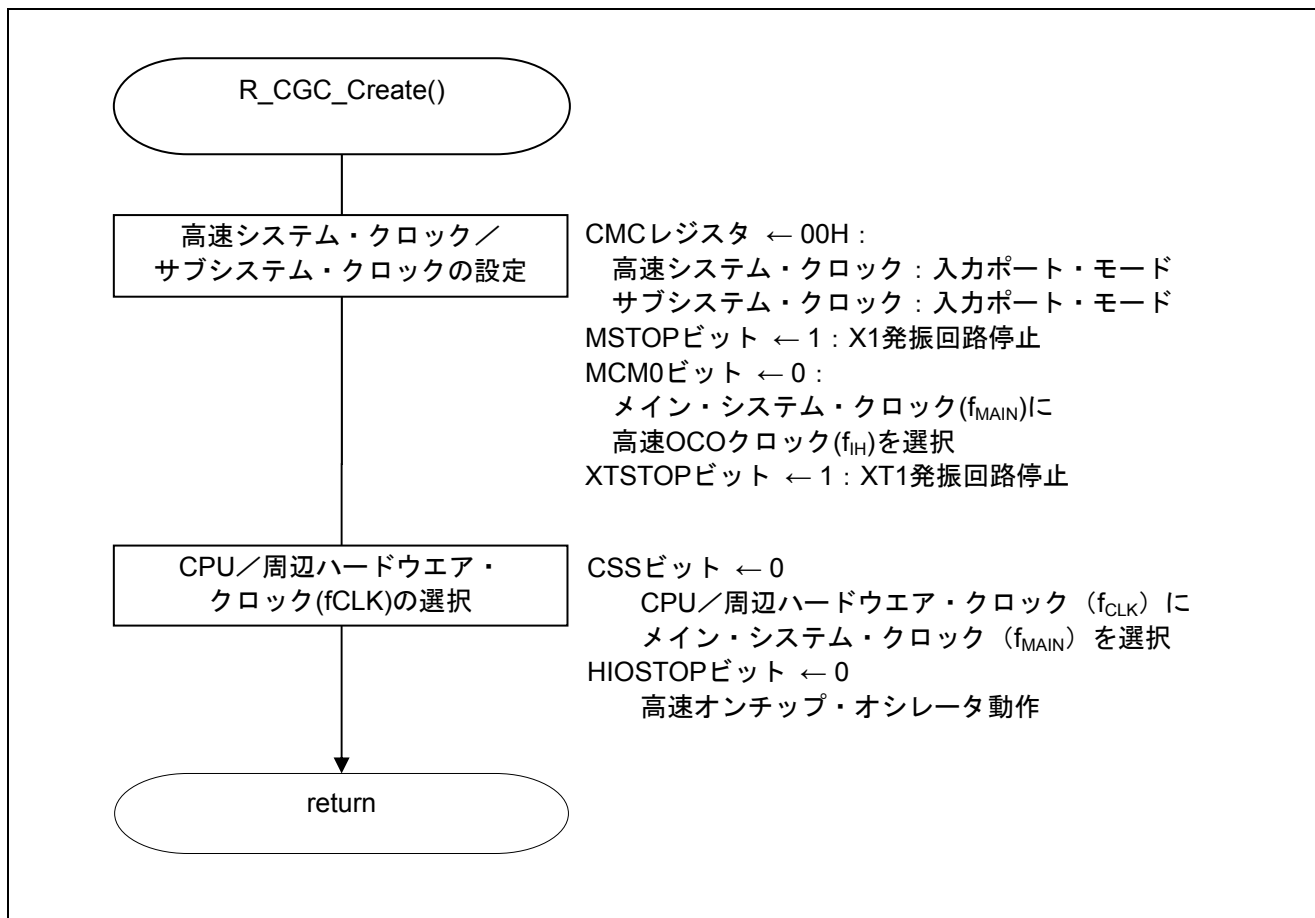 R_CGC_Create()
高速システム・クロック／
サブシステム・クロックの設定
CMCレジスタ ← 00H：
高速システム・クロック：入力ポート・モード
サブシステム・クロック：入力ポート・モード
MSTOPビット ← 1：X1発振回路停止
MCM0ビット ← 0：
メイン・システム・クロック(fMAIN)に
高速OCOクロック(fIH)を選択
XTSTOPビット ← 1：XT1発振回路停止
CPU／周辺ハードウエア・
クロック(fCLK)の選択
CSSビット ← 0
CPU／周辺ハードウエア・クロック（fCLK）に
メイン・システム・クロック（fMAIN）を選択
HIOSTOPビット ← 0
高速オンチップ・オシレータ動作
return